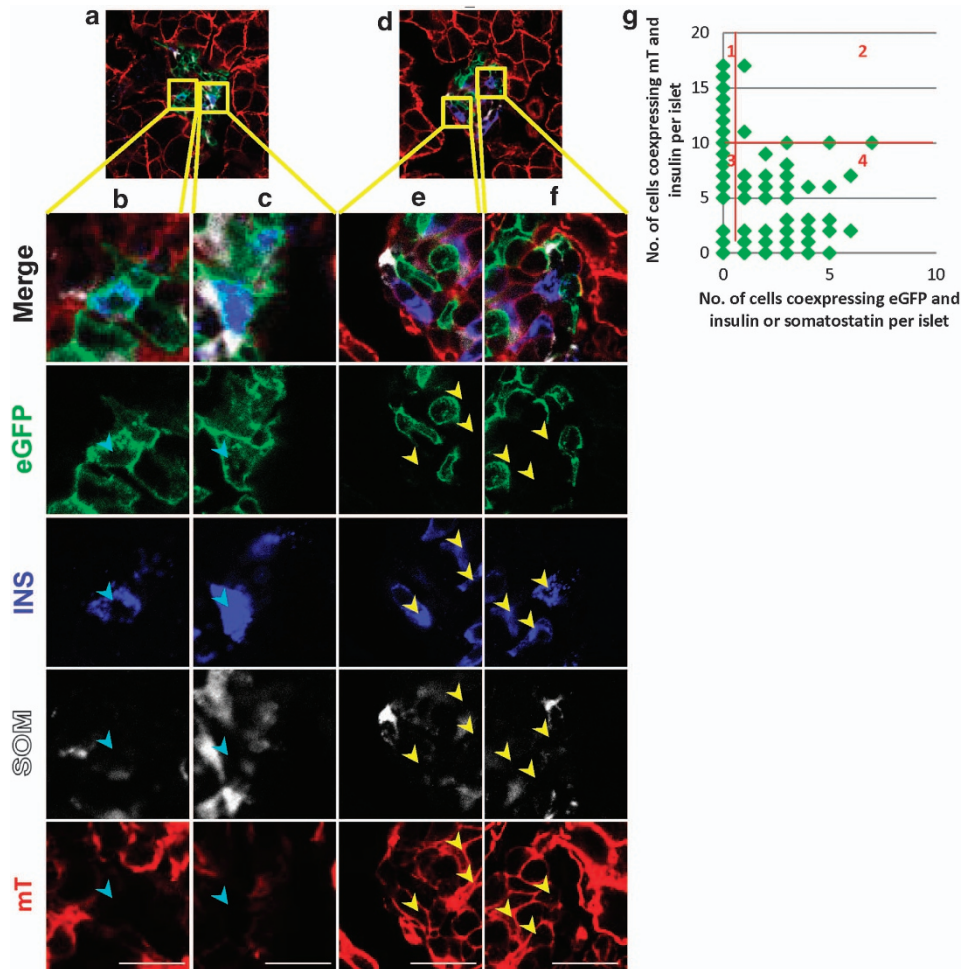 a
d
g
b
c
e
f
Merge
eGFP
INS
SOM
mT
No. of cells coexpressing mT and
insulin per islet
20
15
10
5
0
1
2
3
4
0
5
10
No. of cells coexpressing eGFP and
insulin or somatostatin per islet